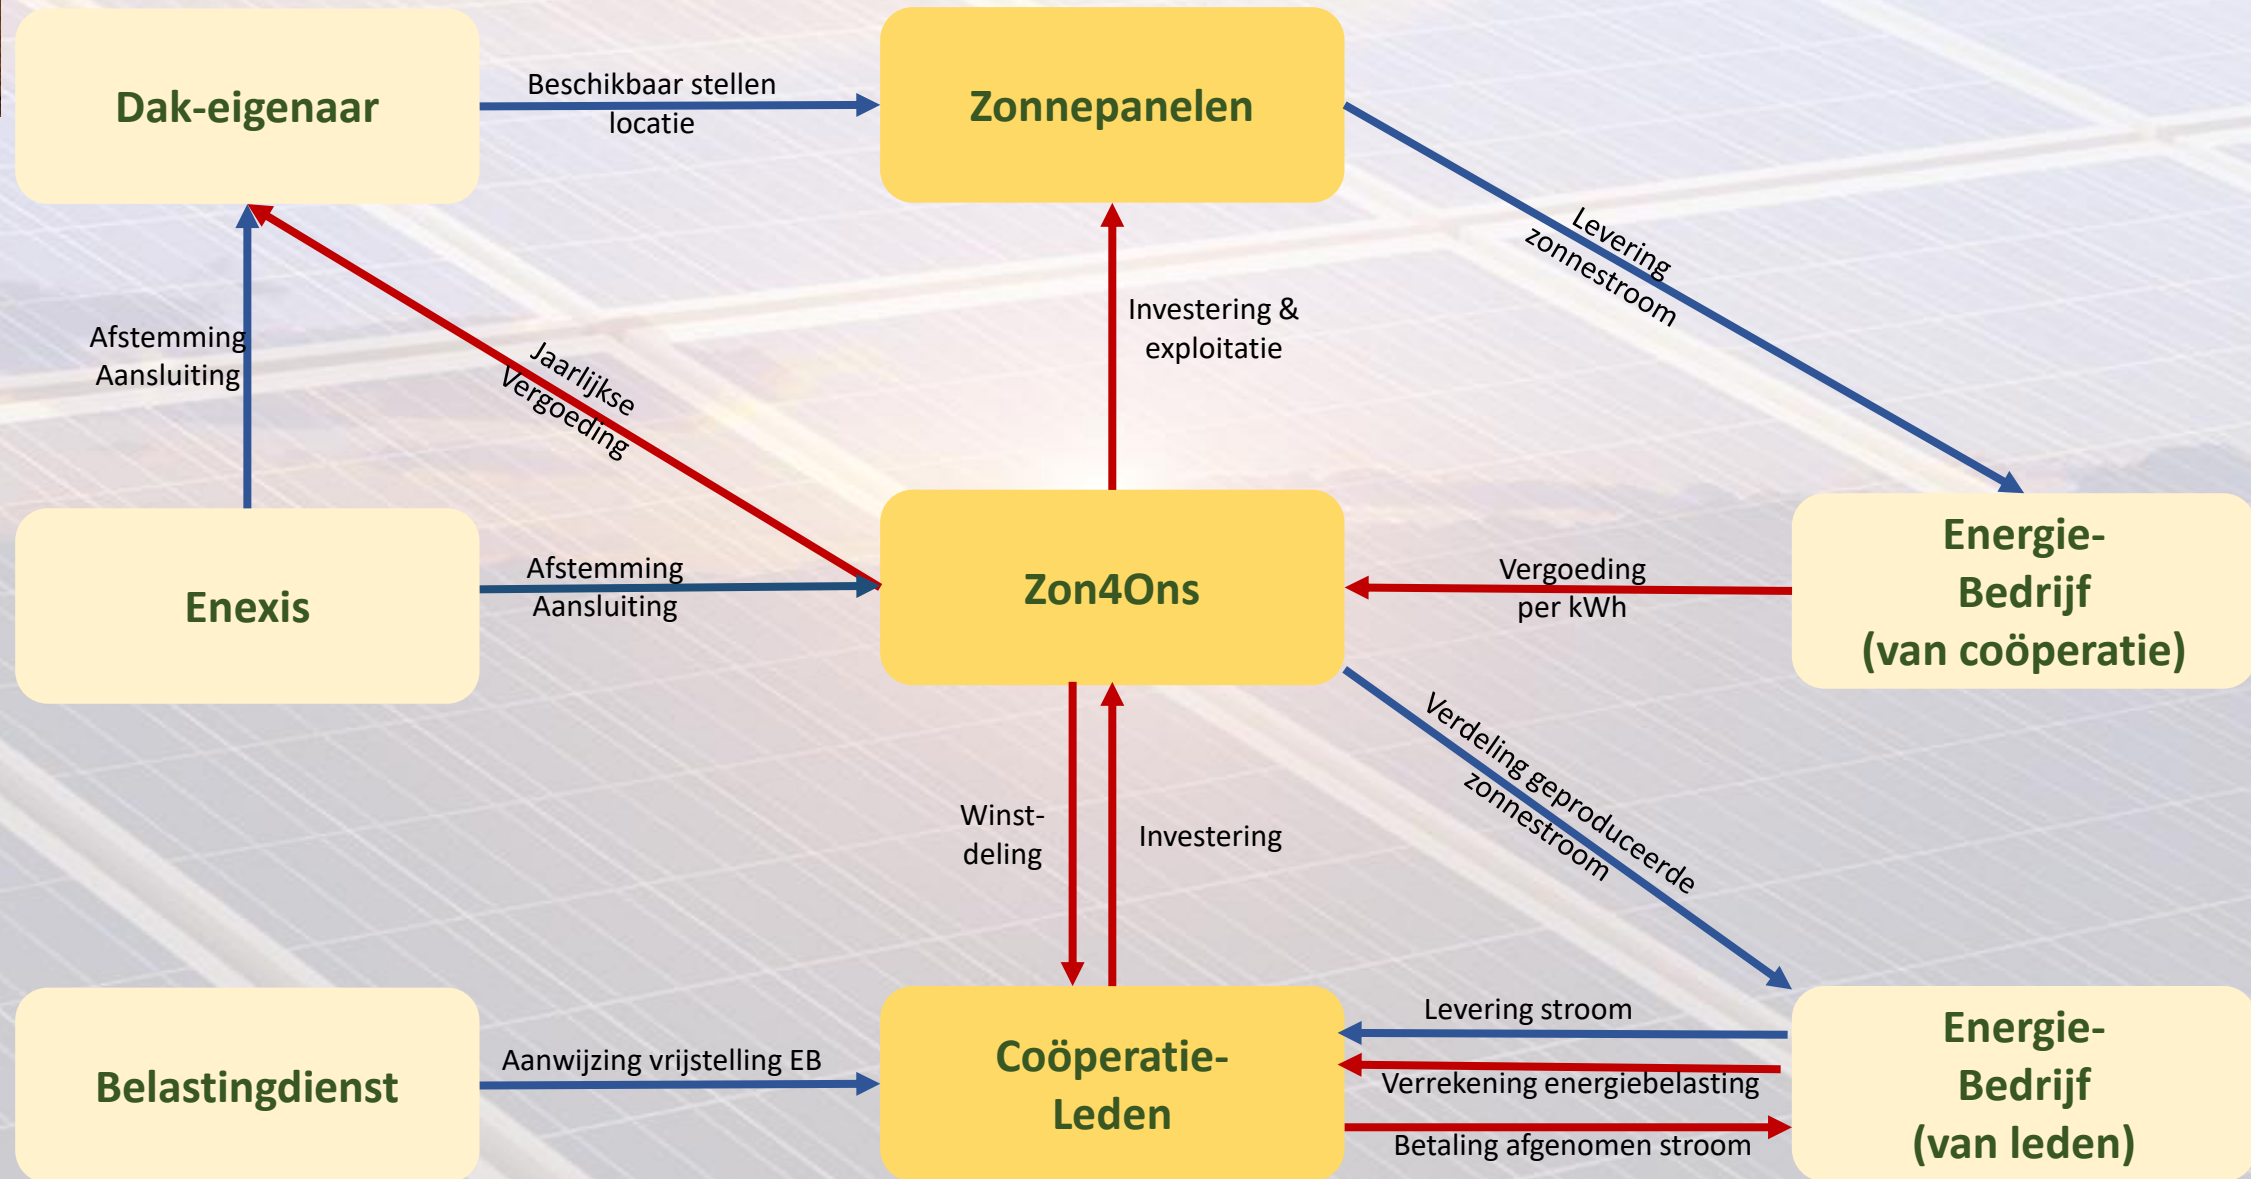 Dak-eigenaar
Beschikbaar stellen
locatie
Zonnepanelen
Levering
zonnestroom
Afstemming
Aansluiting
Jaarlijkse
Vergoeding
Investering &
exploitatie
Enexis
Afstemming
Aansluiting
Zon4Ons
Vergoeding
per kWh
Energie-
Bedrijf
(van coöperatie)
Verdeling geproduceerde
zonnestroom
Winst-
deling
Investering
Belastingdienst
Aanwijzing vrijstelling EB
Coöperatie-
Leden
Levering stroom
Verrekening energiebelasting
Betaling afgenomen stroom
Energie-
Bedrijf
(van leden)